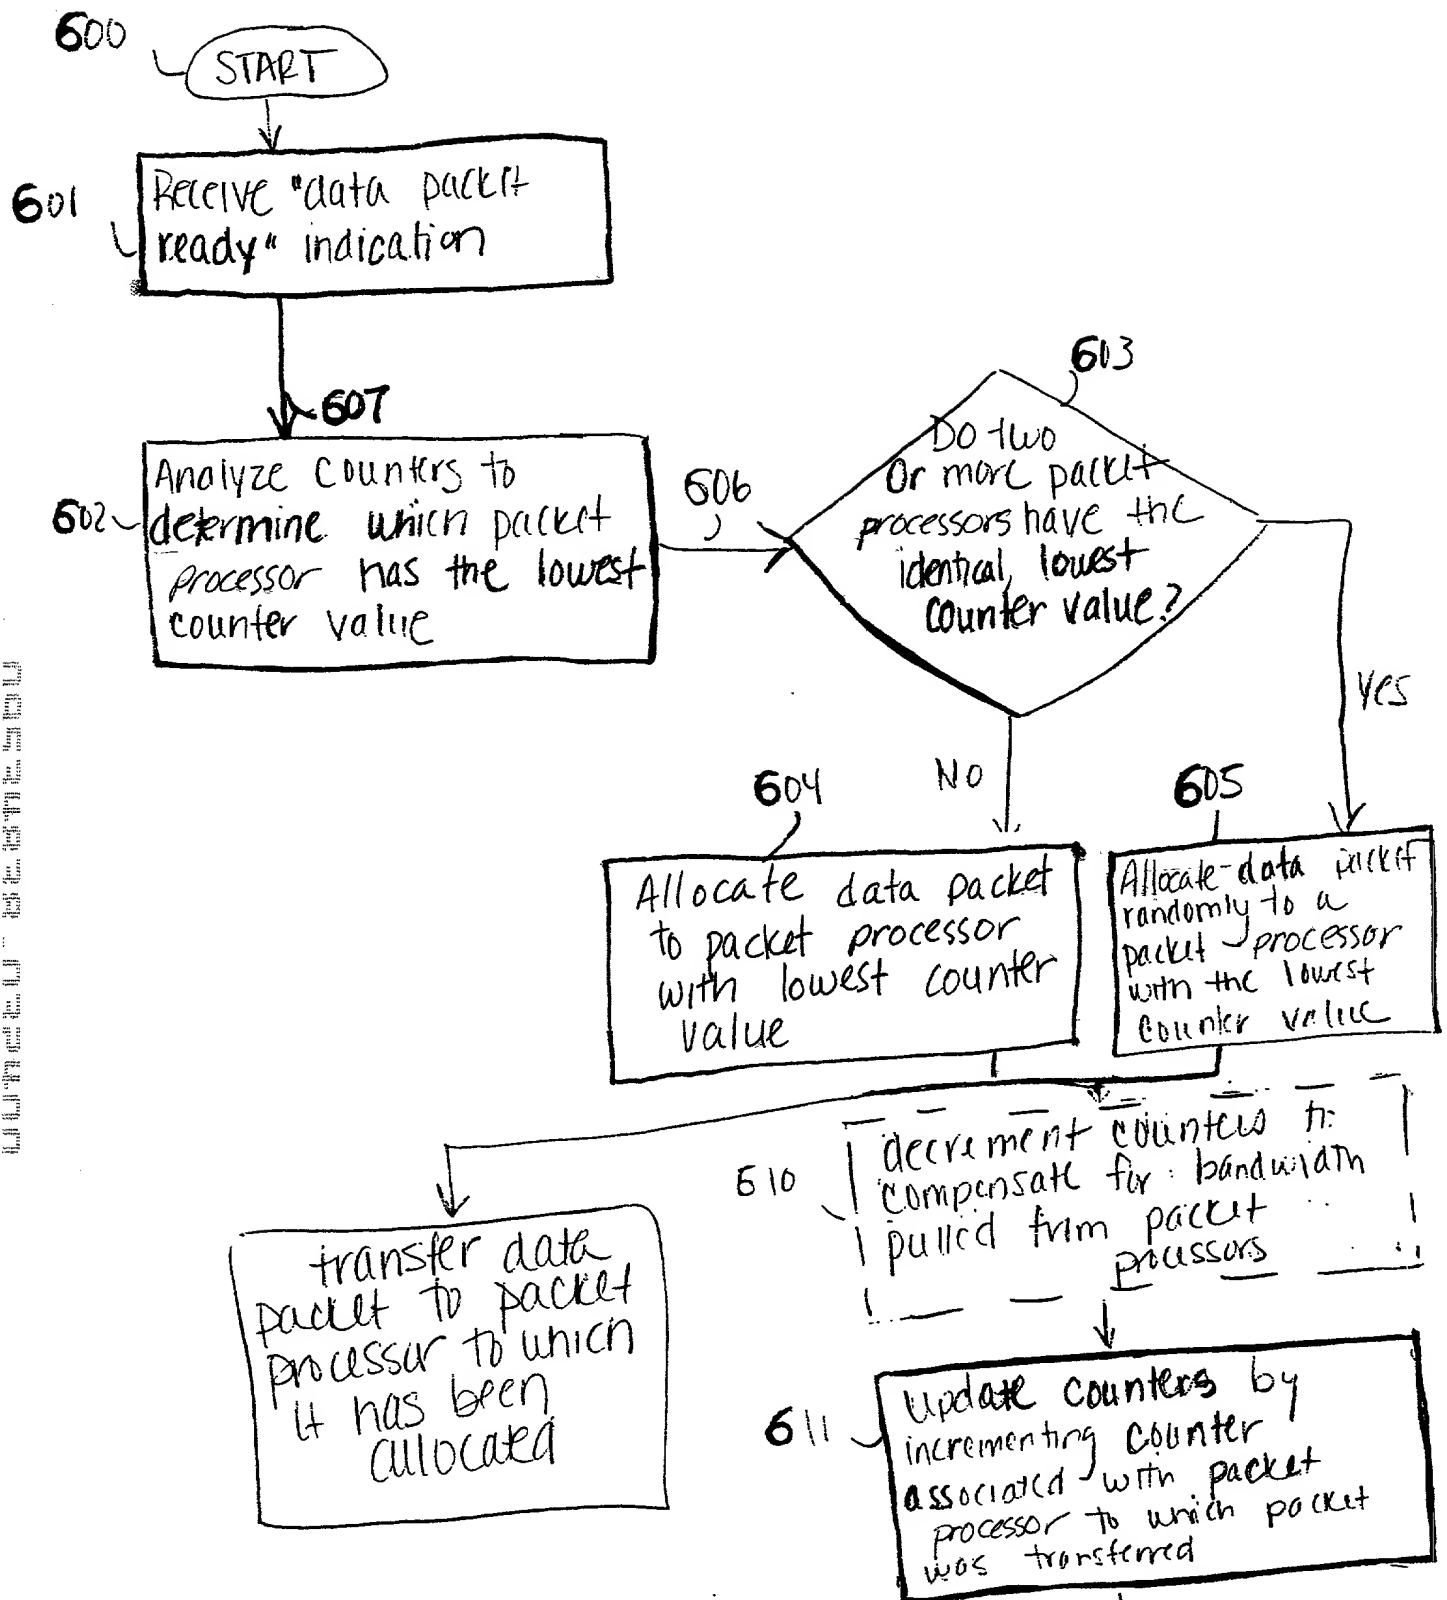 600
START
601
Receive "data packet
ready" indication
607
602
Analyze counters to
determine which packet
processor has the lowest
counter value
606
603
Do two
Or more packet
processors have the
identical, lowest
counter value?
Yes
No
604
Allocate data packet
to packet processor
with lowest counter
value
605
Allocate data packet
randomly to a
packet processor
with the lowest
counter value
transfer data
packet to packet
processor to which
it has been
allocated
610
decrement counters to
compensate for bandwidth
pulled from packet
processors
611
update counters by
incrementing counter
associated with packet
processor to which packet
was transferred